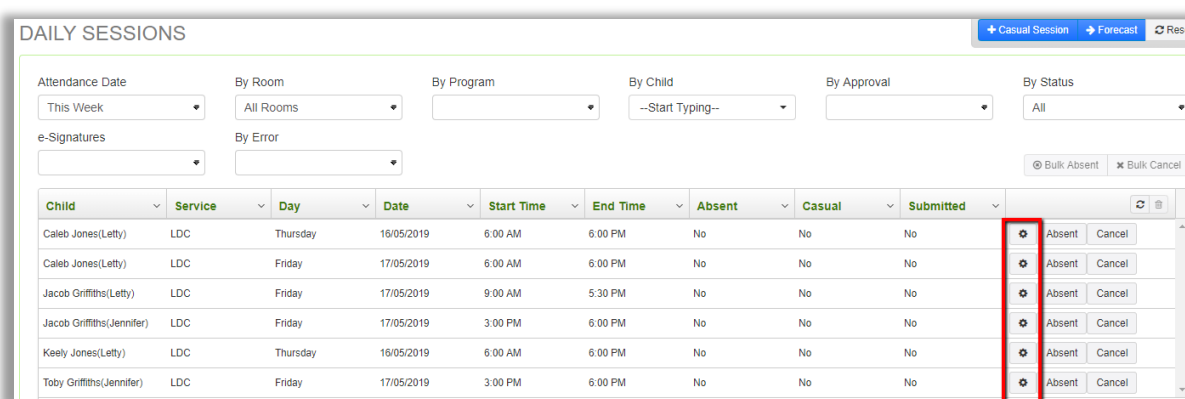 DAILY SESSIONS
Casual Session Forecast Res
Attendance Date By Room By Program By Child By Approval By Status
This Week All Rooms --Start Typing-- All
e-Signatures By Error
Bulk Absent Bulk Cancel
Child Service Day Date Start Time End Time Absent Casual Submitted
Caleb Jones(Letty) LDC Thursday 16/05/2019 6:00 AM 6:00 PM No No No Absent Cancel
Caleb Jones(Letty) LDC Friday 17/05/2019 6:00 AM 6:00 PM No No No Absent Cancel
Jacob Griffiths(Letty) LDC Friday 17/05/2019 9:00 AM 5:30 PM No No No Absent Cancel
Jacob Griffiths(Jennifer) LDC Friday 17/05/2019 3:00 PM 6:00 PM No No No Absent Cancel
Keely Jones(Letty) LDC Thursday 16/05/2019 6:00 AM 6:00 PM No No No Absent Cancel
Toby Griffiths(Jennifer) LDC Friday 17/05/2019 3:00 PM 6:00 PM No No No Absent Cancel